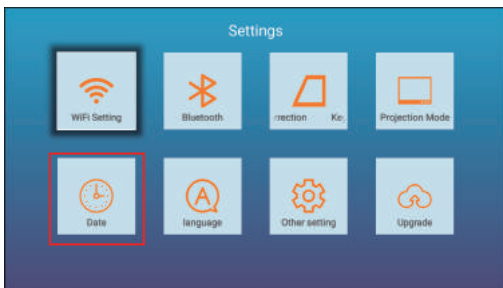 Settings
WiFi Setting
Bluetooth
rrection Ke
Projection Mode
Date
A
language
Other setting
Upgrade